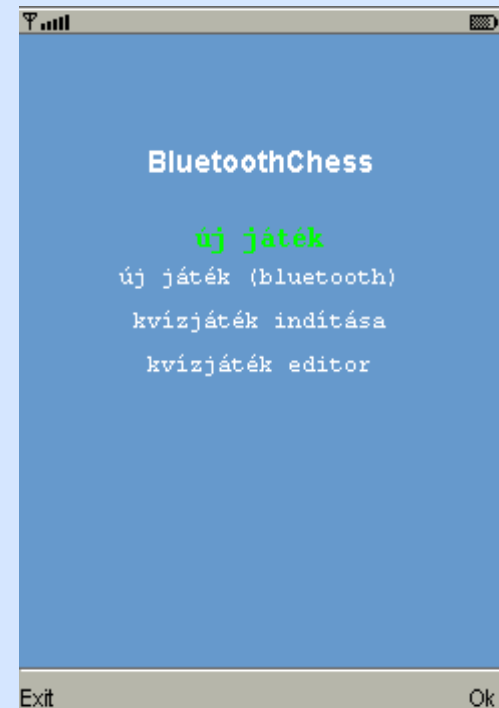 BluetoothChess
új játék
új játék (bluetooth)
kvízjáték indítása
kvízjáték editor
Exit Ok